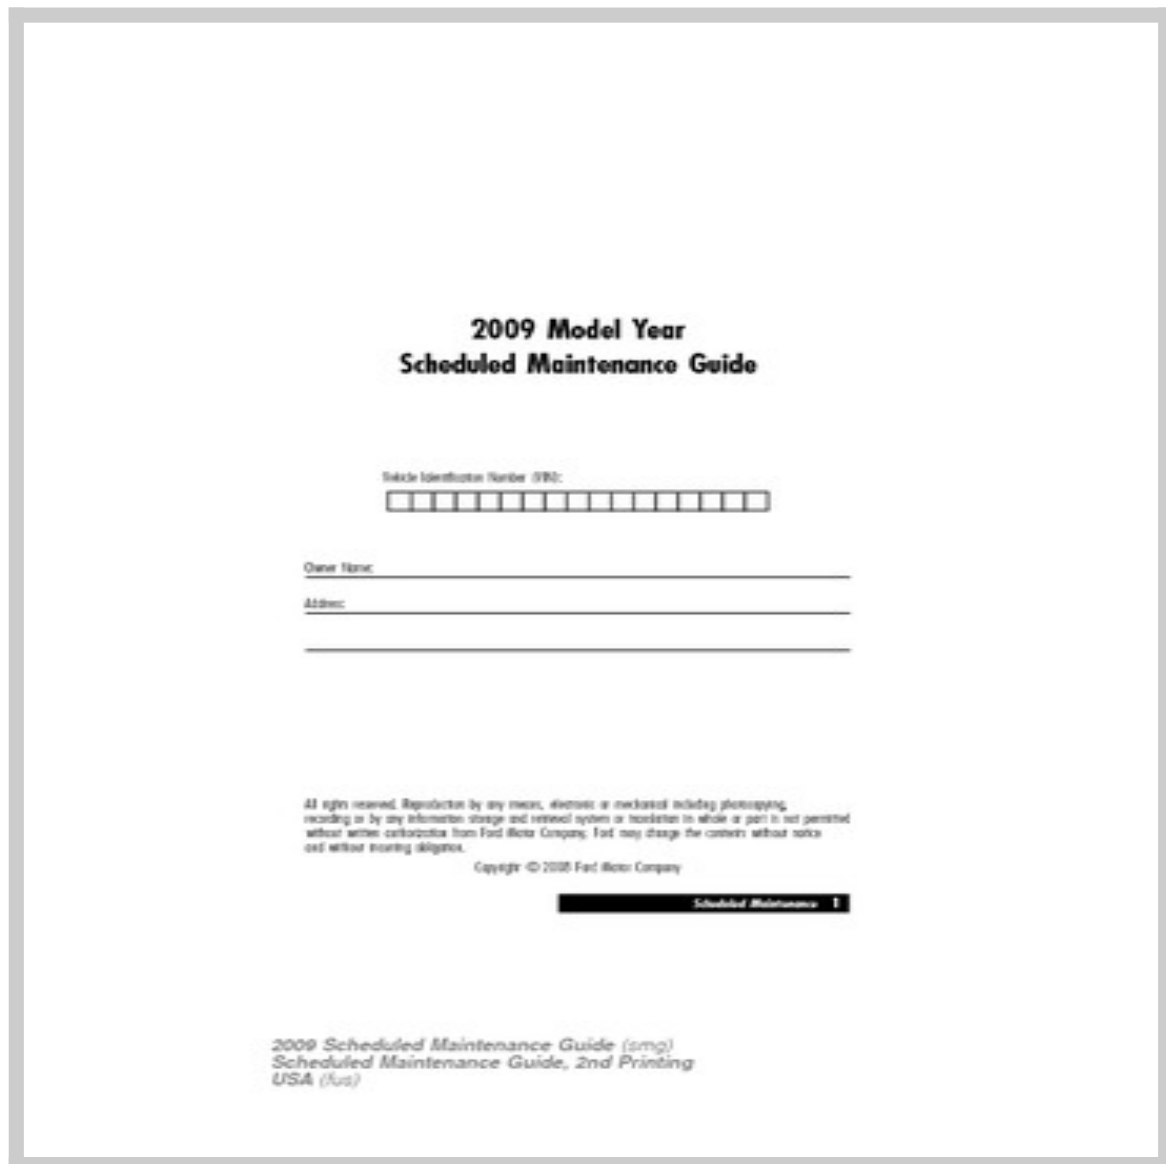 2009 Model Year
Scheduled Maintenance Guide
Vehicle Identification Number (VIN):
Owner Name:
Address:
All rights reserved. Reproduction by any means, electronic or mechanical including photocopying,
recording or by any information storage and retrieval system or translation in whole or part is not permitted
without written authorization from Ford Motor Company. Ford may change the contents without notice
and without incurring obligation.
Copyright © 2008 Ford Motor Company
Scheduled Maintenance 1
2009 Scheduled Maintenance Guide (smg)
Scheduled Maintenance Guide, 2nd Printing
USA (fus)